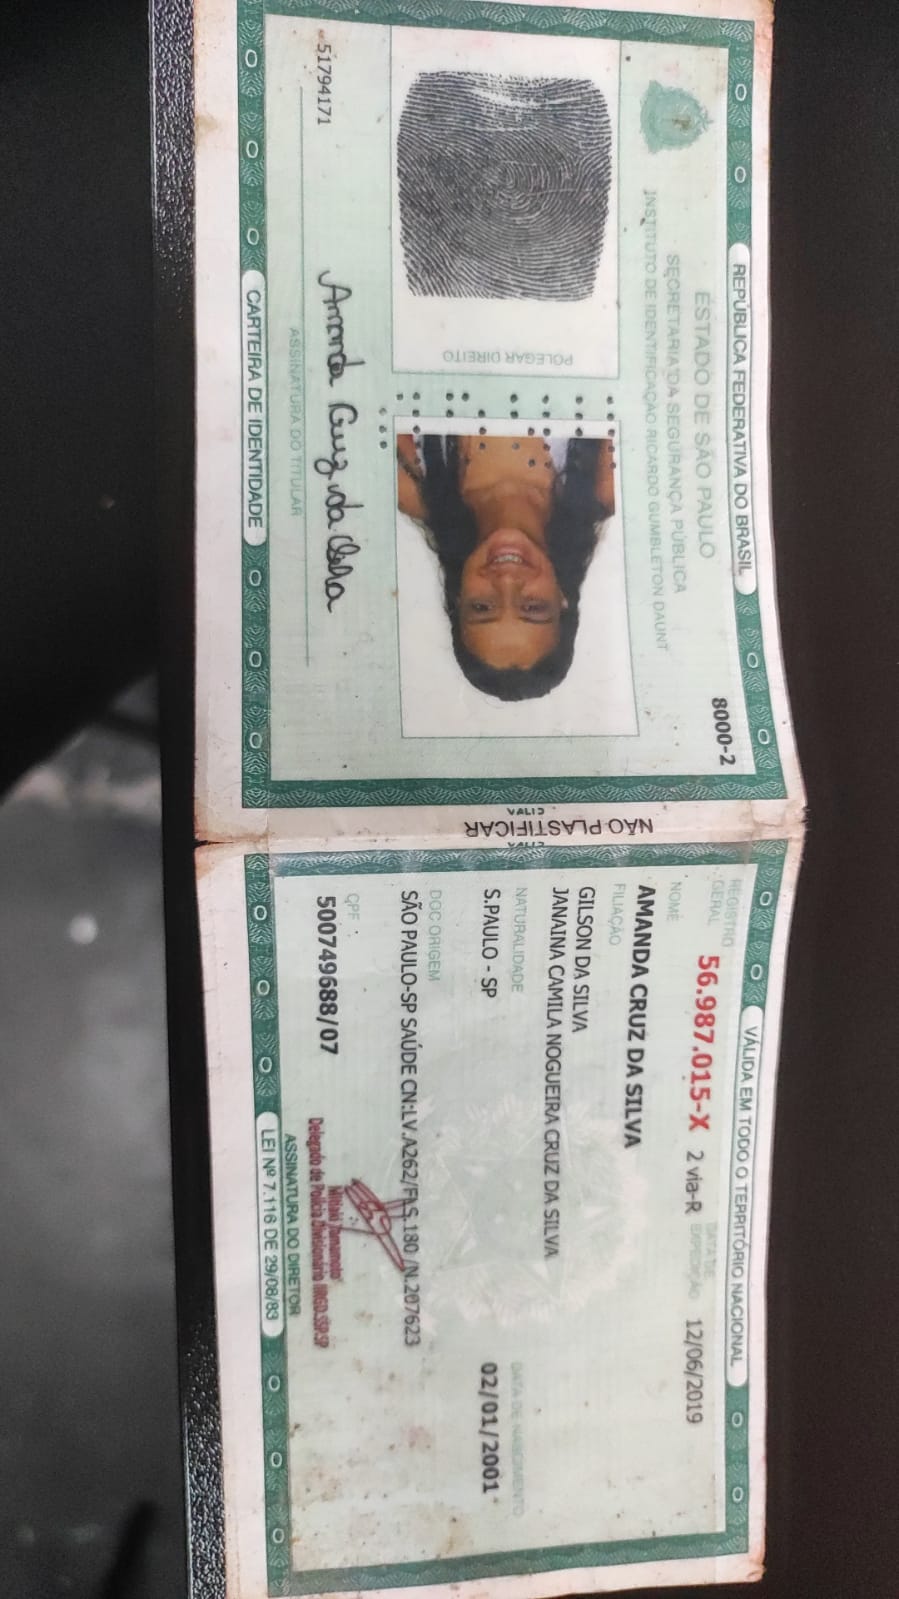 REPÚBLICA FEDERATIVA DO BRASIL
8000-2
ESTADO DE SÃO PAULO
SECRETARIA DA SEGURANÇA PÚBLICA
INSTITUTO DE IDENTIFICAÇÃO RICARDO GUMBLETON DAUNT
POLEGAR DIREITO
Amanda Cruz da Silva
51794171
ASSINATURA DO TITULAR
CARTEIRA DE IDENTIDADE
NÃO PLASTIFICAR
VÁLIDA EM TODO O TERRITÓRIO NACIONAL
REGISTRO GERAL 56.987.015-X 2 via-R DATA DE EXPEDIÇÃO 12/06/2019
NOME
AMANDA CRUZ DA SILVA
FILIAÇÃO
GILSON DA SILVA
JANAINA CAMILA NOGUEIRA CRUZ DA SILVA
NATURALIDADE DATA DE NASCIMENTO
S.PAULO - SP 02/01/2001
DOC ORIGEM
SÃO PAULO-SP SAÚDE CN:LV.A262/FLS.180 /N.207623
CPF
500749688/07
Mitiaki Yamamoto
Delegado de Polícia Divisionário IIRGD.SSP.SP
ASSINATURA DO DIRETOR
LEI Nº 7.116 DE 29/08/83